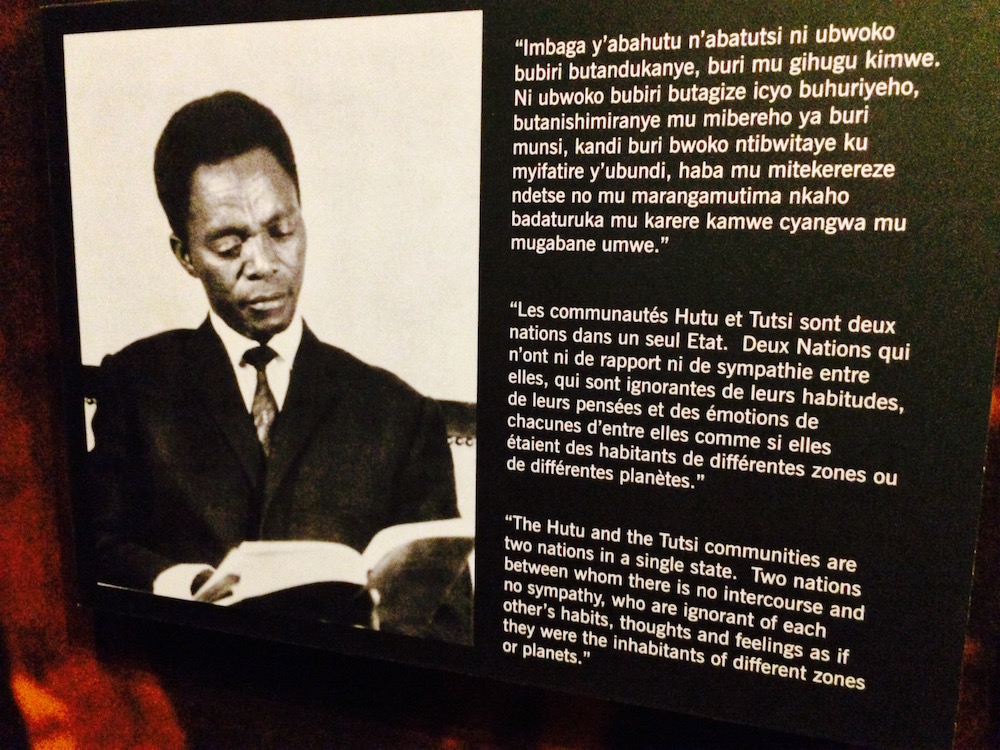 “Imbaga y’abahutu n’abatutsi ni ubwoko
bubiri butandukanye, buri mu gihugu kimwe.
Ni ubwoko bubiri butagize icyo buhuriyeho,
butanishimiranye mu mibereho ya buri
munsi, kandi buri bwoko ntibwitaye ku
myifatire y’ubundi, haba mu mitekerereze
ndetse no mu marangamutima nkaho
badaturuka mu karere kamwe cyangwa mu
mugabane umwe.”
“Les communautés Hutu et Tutsi sont deux
nations dans un seul Etat. Deux Nations qui
n’ont ni de rapport ni de sympathie entre
elles, qui sont ignorantes de leurs habitudes,
de leurs pensées et des émotions de
chacunes d’entre elles comme si elles
étaient des habitants de différentes zones ou
de différentes planètes.”
“The Hutu and the Tutsi communities are
two nations in a single state. Two nations
between whom there is no intercourse and
no sympathy, who are ignorant of each
other’s habits, thoughts and feelings as if
they were the inhabitants of different zones
or planets.”